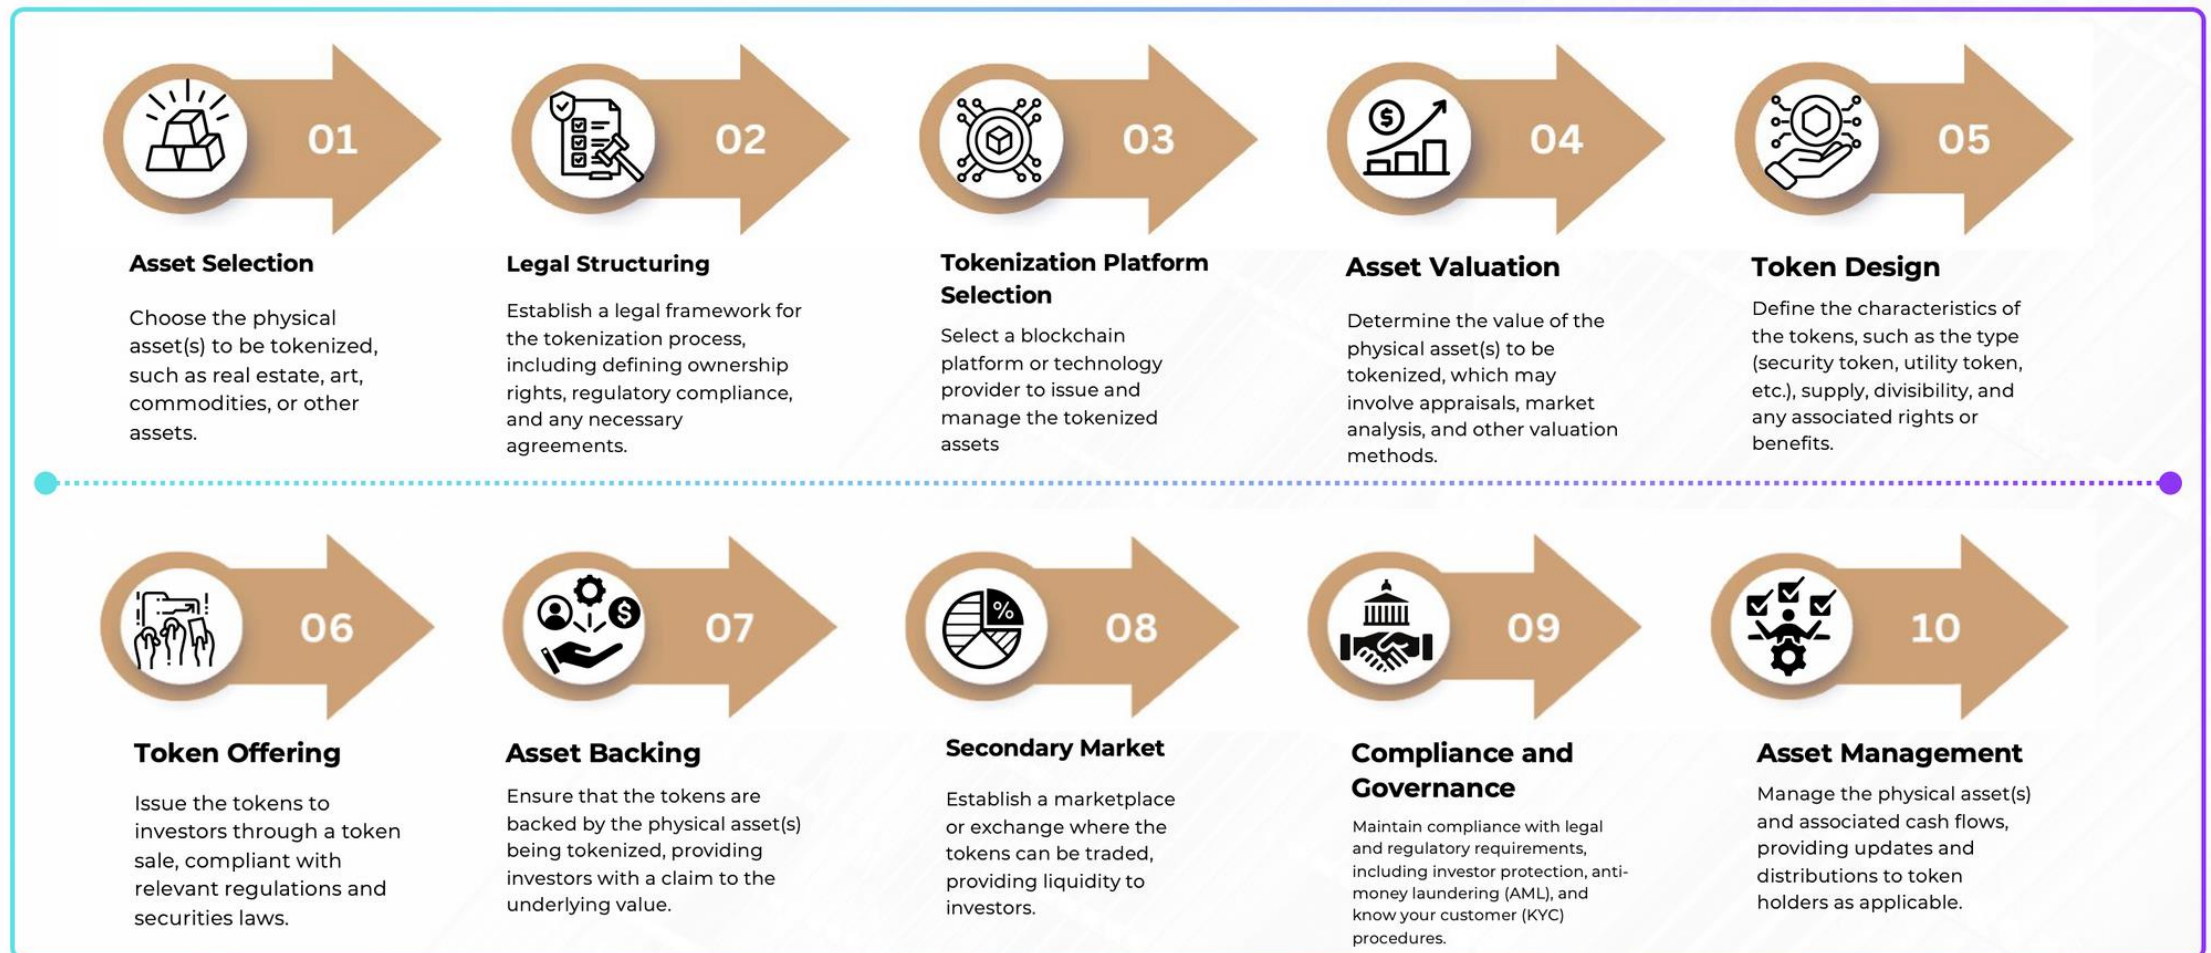 01
Asset Selection
Choose the physical
asset(s) to be tokenized,
such as real estate, art,
commodities, or other
assets.
02
Legal Structuring
Establish a legal framework for
the tokenization process,
including defining ownership
rights, regulatory compliance,
and any necessary
agreements.
03
Tokenization Platform
Selection
Select a blockchain
platform or technology
provider to issue and
manage the tokenized
assets
$
04
Asset Valuation
Determine the value of the
physical asset(s) to be
tokenized, which may
involve appraisals, market
analysis, and other valuation
methods.
05
Token Design
Define the characteristics of
the tokens, such as the type
(security token, utility token,
etc.), supply, divisibility, and
any associated rights or
benefits.
06
Token Offering
Issue the tokens to
investors through a token
sale, compliant with
relevant regulations and
securities laws.
$
07
Asset Backing
Ensure that the tokens are
backed by the physical asset(s)
being tokenized, providing
investors with a claim to the
underlying value.
%
08
Secondary Market
Establish a marketplace
or exchange where the
tokens can be traded,
providing liquidity to
investors.
09
Compliance and
Governance
Maintain compliance with legal
and regulatory requirements,
including investor protection, anti-
money laundering (AML), and
know your customer (KYC)
procedures.
10
Asset Management
Manage the physical asset(s)
and associated cash flows,
providing updates and
distributions to token
holders as applicable.